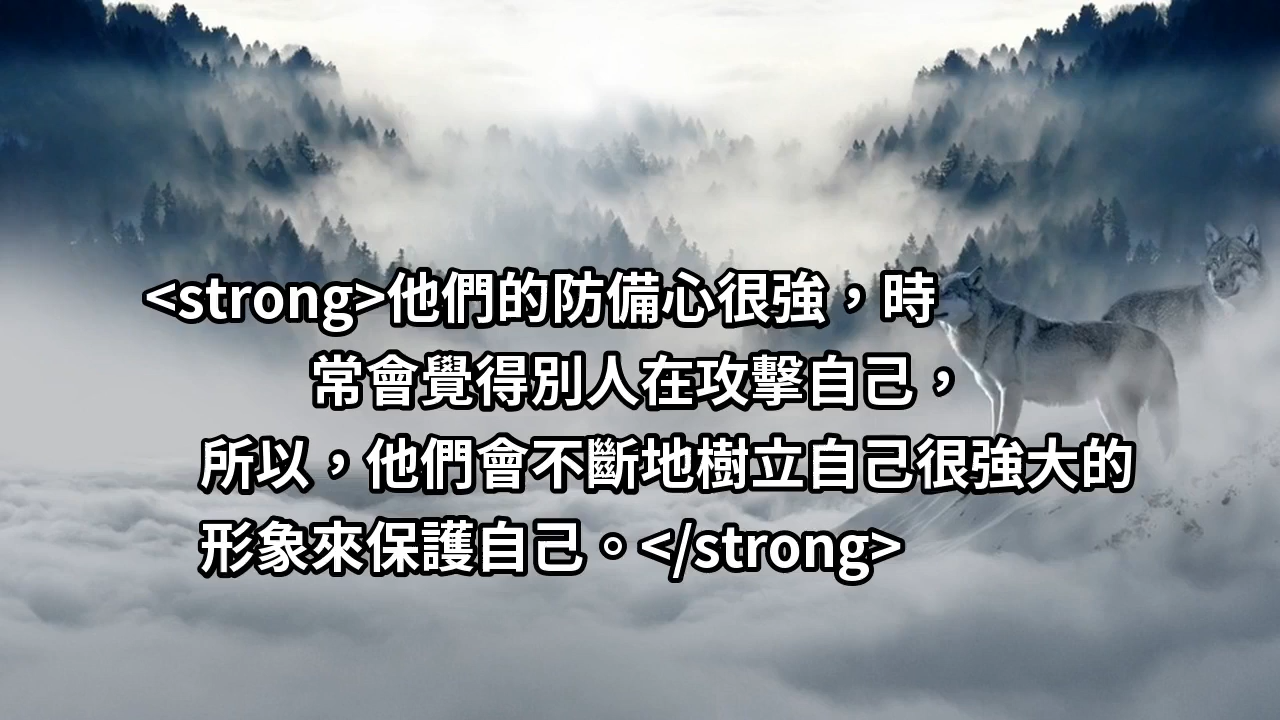 <strong>他們的防備心很強，時
常會覺得別人在攻擊自己，
所以，他們會不斷地樹立自己很強大的
形象來保護自己。</strong>